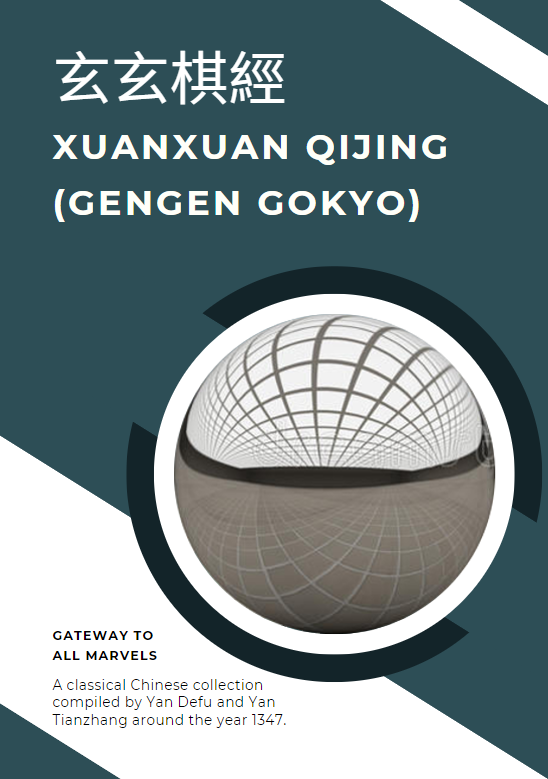 玄玄棋經
XUANXUAN QIJING
(GENGEN GOKYO)
GATEWAY TO
ALL MARVELS
A classical Chinese collection
compiled by Yan Defu and Yan
Tianzhang around the year 1347.